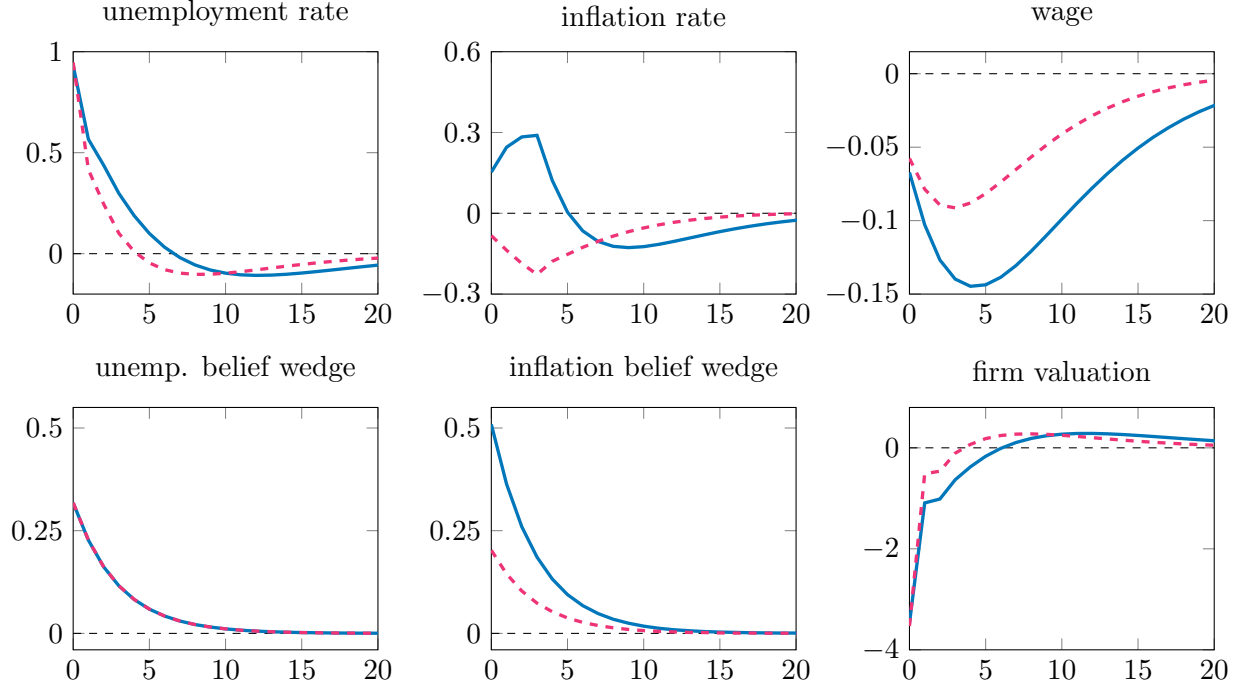 unemployment rate
inflation rate
wage
1
0.5
0
0 5 10 15 20
0.6
0.3
0
−0.3
0 5 10 15 20
0
−0.05
−0.1
−0.15
0 5 10 15 20
unemp. belief wedge
inflation belief wedge
firm valuation
0.5
0.25
0
0 5 10 15 20
0.5
0.25
0
0 5 10 15 20
0
−2
−4
0 5 10 15 20